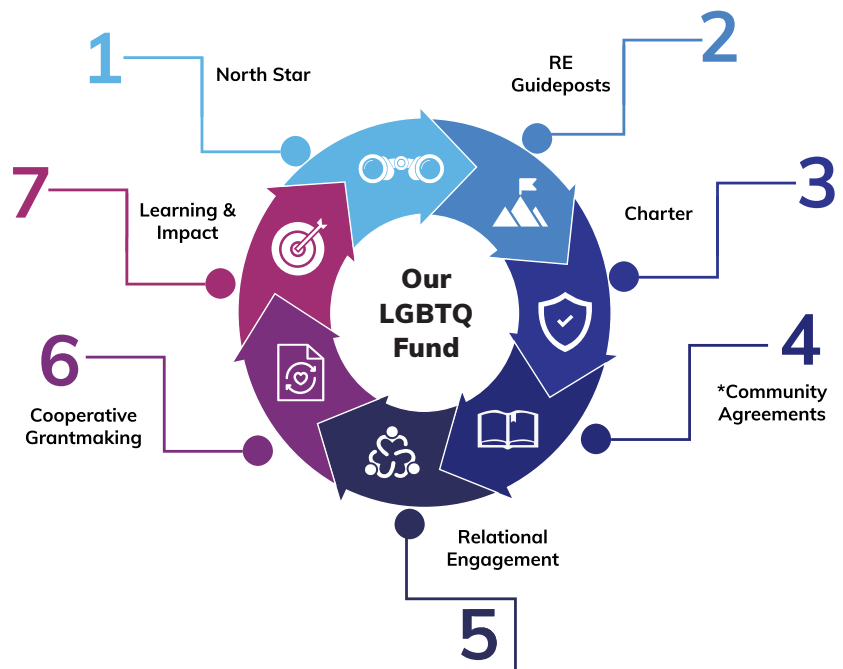 1
North Star
2
RE
Guideposts
3
Charter
4
*Community
Agreements
5
Relational
Engagement
6
Cooperative
Grantmaking
7
Learning &
Impact
Our
LGBTQ
Fund